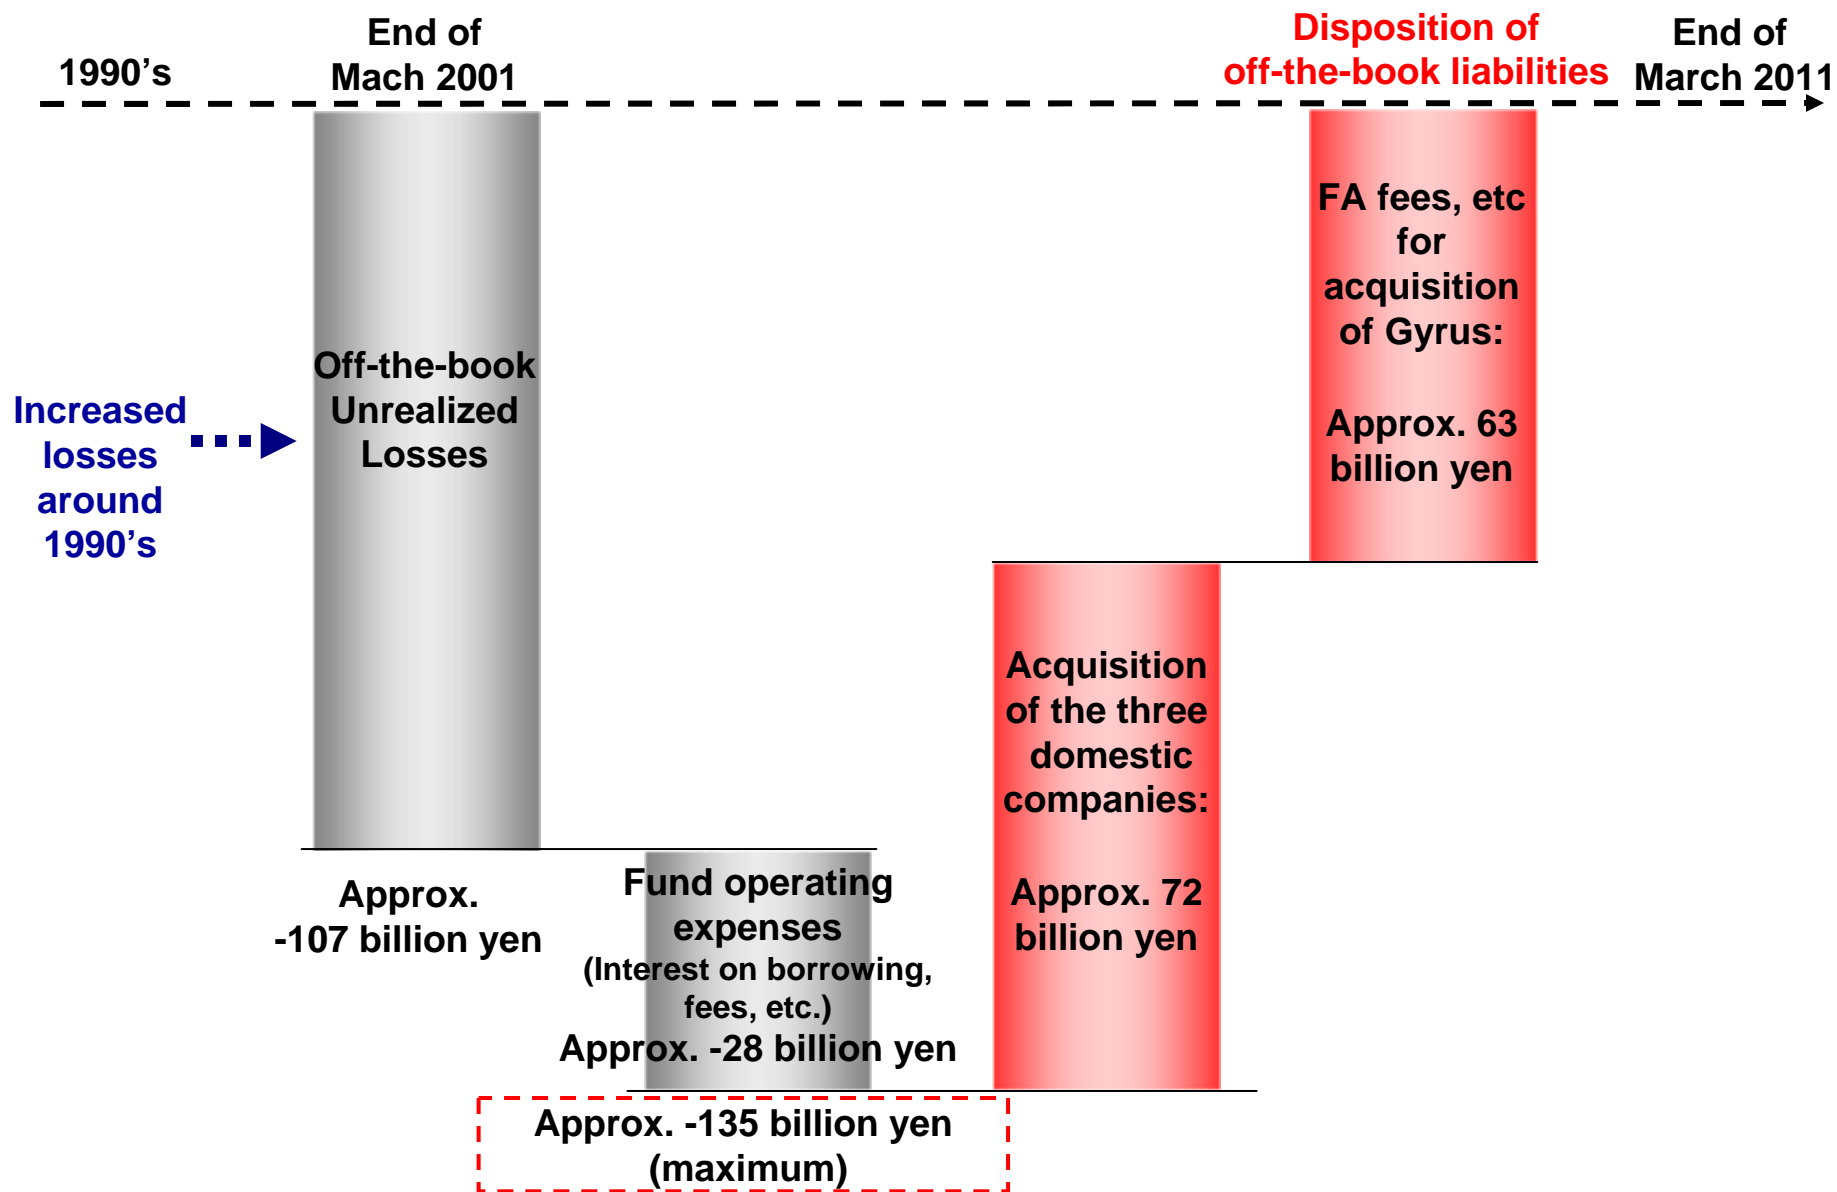 1990’s
End of
Mach 2001
Disposition of
off-the-book liabilities
End of
March 2011
Increased
losses
around
1990’s
Off-the-book
Unrealized
Losses
Approx.
-107 billion yen
Fund operating
expenses
(Interest on borrowing,
fees, etc.)
Approx. -28 billion yen
Approx. -135 billion yen
(maximum)
Acquisition
of the three
domestic
companies:
Approx. 72
billion yen
FA fees, etc
for
acquisition
of Gyrus:
Approx. 63
billion yen